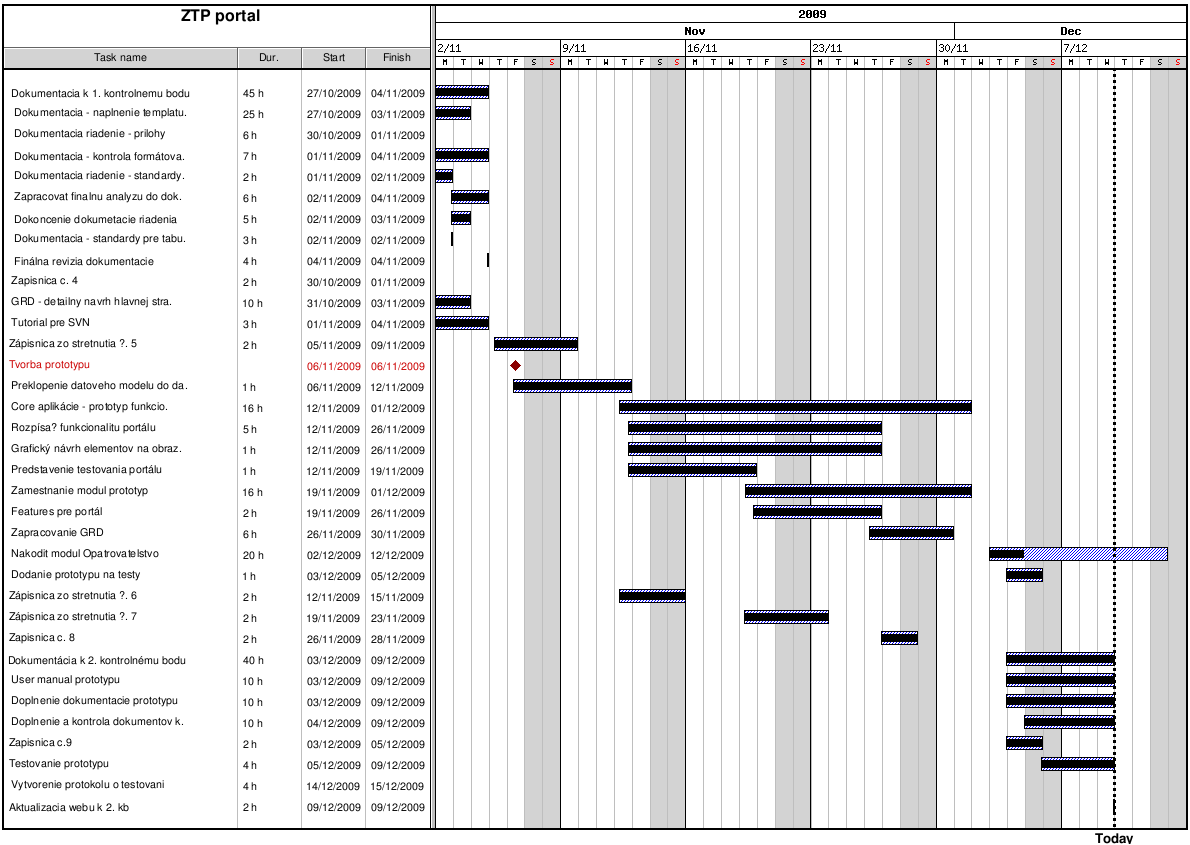 ZTP portal
2009
Nov Dec
2/11 9/11 16/11 23/11 30/11 7/12
Task name Dur. Start Finish M T W T F S S M T W T F S S M T W T F S S M T W T F S S M T W T F S S M T W T F S S
Dokumentacia k 1. kontrolnemu bodu 45 h 27/10/2009 04/11/2009
Dokumentacia - naplnenie templatu. 25 h 27/10/2009 03/11/2009
Dokumentacia riadenie - prilohy 6 h 30/10/2009 01/11/2009
Dokumentacia - kontrola formátova. 7 h 01/11/2009 04/11/2009
Dokumentacia riadenie - standardy. 2 h 01/11/2009 02/11/2009
Zapracovat finalnu analyzu do dok. 6 h 02/11/2009 04/11/2009
Dokoncenie dokumetacie riadenia 5 h 02/11/2009 03/11/2009
Dokumentacia - standardy pre tabu. 3 h 02/11/2009 02/11/2009
Finálna revizia dokumentacie 4 h 04/11/2009 04/11/2009
Zapisnica c. 4 2 h 30/10/2009 01/11/2009
GRD - detailny navrh hlavnej stra. 10 h 31/10/2009 03/11/2009
Tutorial pre SVN 3 h 01/11/2009 04/11/2009
Zápisnica zo stretnutia ?. 5 2 h 05/11/2009 09/11/2009
Tvorba prototypu 06/11/2009 06/11/2009
Preklopenie datoveho modelu do da. 1 h 06/11/2009 12/11/2009
Core aplikácie - prototyp funkcio. 16 h 12/11/2009 01/12/2009
Rozpísa? funkcionalitu portálu 5 h 12/11/2009 26/11/2009
Grafický návrh elementov na obraz. 1 h 12/11/2009 26/11/2009
Predstavenie testovania portálu 1 h 12/11/2009 19/11/2009
Zamestnanie modul prototyp 16 h 19/11/2009 01/12/2009
Features pre portál 2 h 19/11/2009 26/11/2009
Zapracovanie GRD 6 h 26/11/2009 30/11/2009
Nakodit modul Opatrovatelstvo 20 h 02/12/2009 12/12/2009
Dodanie prototypu na testy 1 h 03/12/2009 05/12/2009
Zápisnica zo stretnutia ?. 6 2 h 12/11/2009 15/11/2009
Zápisnica zo stretnutia ?. 7 2 h 19/11/2009 23/11/2009
Zapisnica c. 8 2 h 26/11/2009 28/11/2009
Dokumentácia k 2. kontrolnému bodu 40 h 03/12/2009 09/12/2009
User manual prototypu 10 h 03/12/2009 09/12/2009
Doplnenie dokumentacie prototypu 10 h 03/12/2009 09/12/2009
Doplnenie a kontrola dokumentov k. 10 h 04/12/2009 09/12/2009
Zapisnica c.9 2 h 03/12/2009 05/12/2009
Testovanie prototypu 4 h 05/12/2009 09/12/2009
Vytvorenie protokolu o testovani 4 h 14/12/2009 15/12/2009
Aktualizacia webu k 2. kb 2 h 09/12/2009 09/12/2009
Today